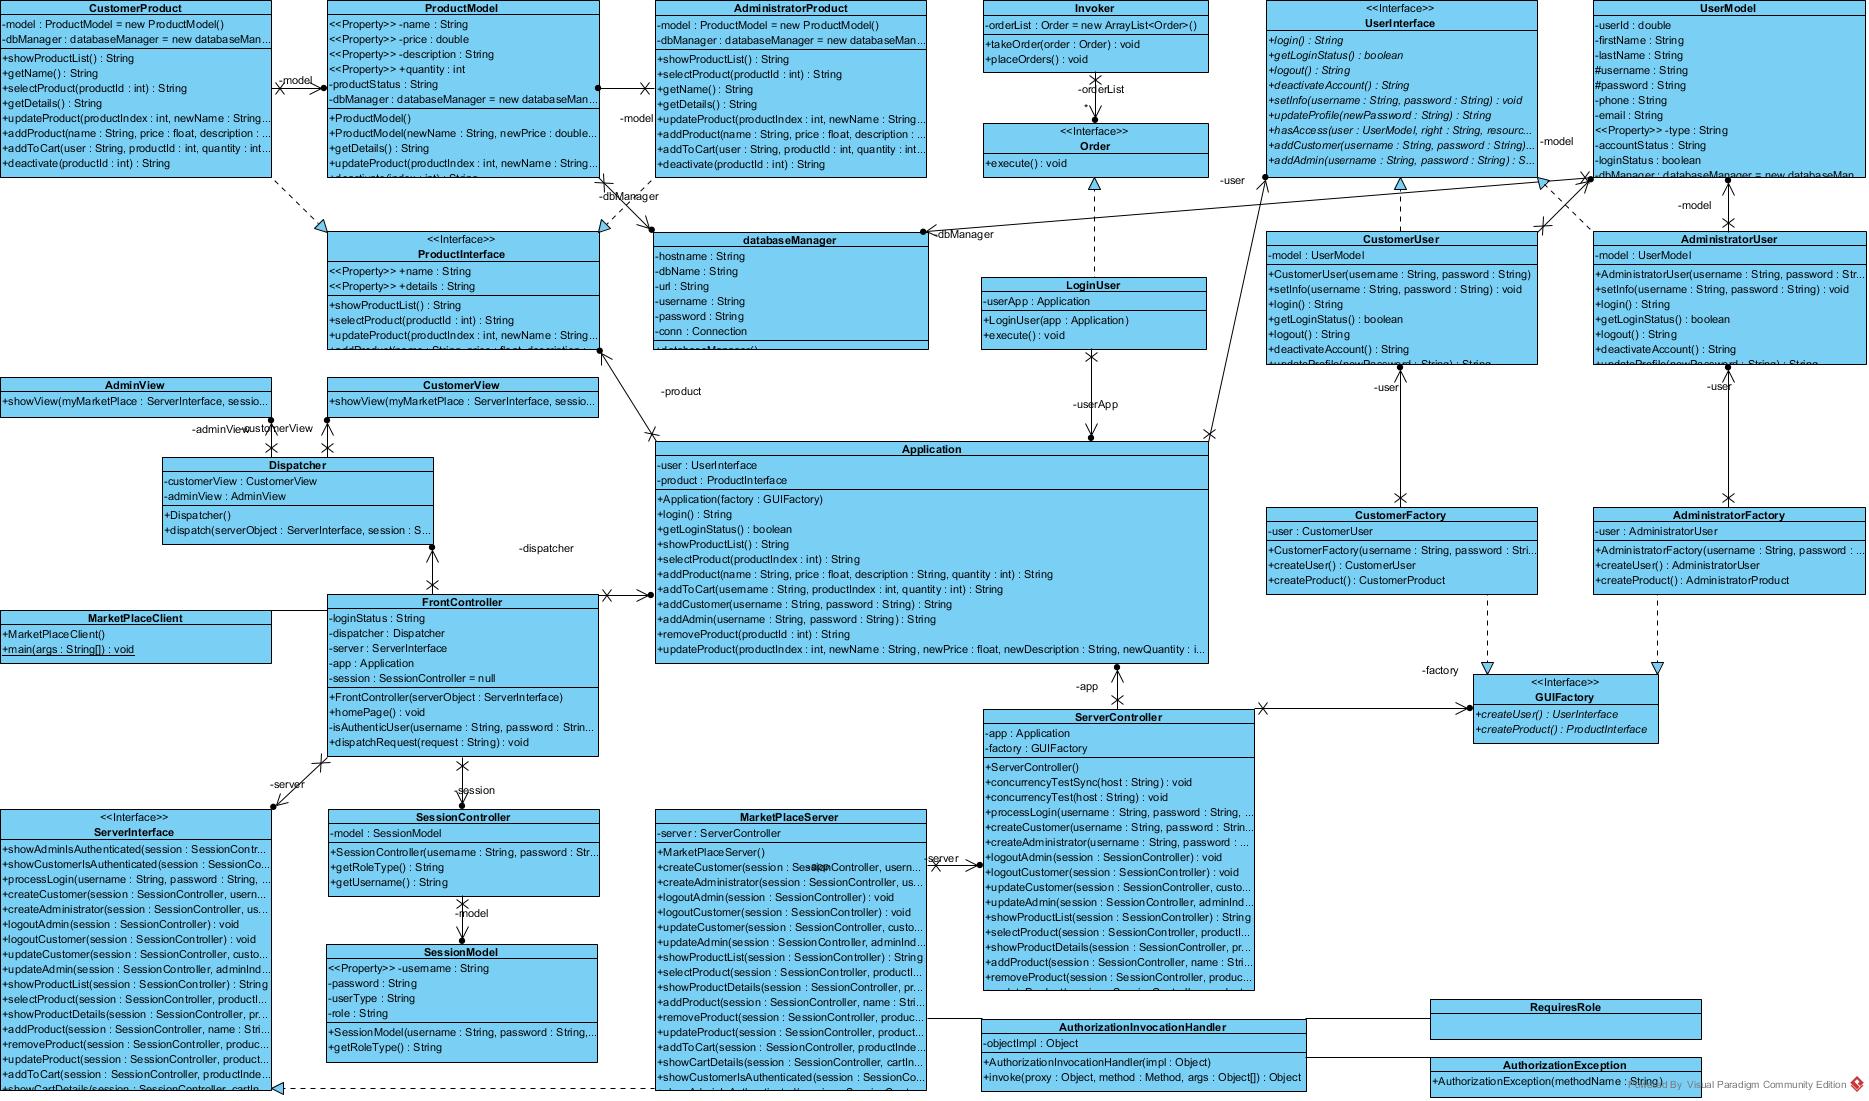 CustomerProduct
-model : ProductModel = new ProductModel()
-dbManager : databaseManager = new databaseMan...
+showProductList() : String
+getName() : String
+selectProduct(productId : int) : String
+getDetails() : String
+updateProduct(productIndex : int, newName : String...
+addProduct(name : String, price : float, description : ...
+addToCart(user : String, productId : int, quantity : int...
+deactivate(productId : int) : String
-model
ProductModel
<<Property>> -name : String
<<Property>> -price : double
<<Property>> -description : String
<<Property>> +quantity : int
-productStatus : String
-dbManager : databaseManager = new databaseMan...
+ProductModel()
+ProductModel(newName : String, newPrice : double...
+getDetails() : String
+updateProduct(productIndex : int, newName : String...
+deactivate(index : int) : String
-model
AdministratorProduct
-model : ProductModel = new ProductModel()
-dbManager : databaseManager = new databaseMan...
+showProductList() : String
+selectProduct(productId : int) : String
+getName() : String
+getDetails() : String
+updateProduct(productIndex : int, newName : String...
+addProduct(name : String, price : float, description : ...
+addToCart(user : String, productId : int, quantity : int...
+deactivate(productId : int) : String
Invoker
-orderList : Order = new ArrayList<Order>()
+takeOrder(order : Order) : void
+placeOrders() : void
-orderList
*
<<Interface>>
Order
+execute() : void
<<Interface>>
UserInterface
+login() : String
+getLoginStatus() : boolean
+logout() : String
+deactivateAccount() : String
+setInfo(username : String, password : String) : void
+updateProfile(newPassword : String) : String
+hasAccess(user : UserModel, right : String, resourc...
+addCustomer(username : String, password : String)...
+addAdmin(username : String, password : String) : S...
-model
-user
UserModel
-userId : double
-firstName : String
-lastName : String
#username : String
#password : String
-phone : String
-email : String
<<Property>> -type : String
-accountStatus : String
-loginStatus : boolean
-dbManager : databaseManager = new databaseMan...
-model
-dbManager
-dbManager
<<Interface>>
ProductInterface
<<Property>> +name : String
<<Property>> +details : String
+showProductList() : String
+selectProduct(productId : int) : String
+updateProduct(productIndex : int, newName : String...
+addProduct(name : String, price : float, description : ...
databaseManager
-hostname : String
-dbName : String
-url : String
-username : String
-password : String
-conn : Connection
+databaseManager()
LoginUser
-userApp : Application
+LoginUser(app : Application)
+execute() : void
CustomerUser
-model : UserModel
+CustomerUser(username : String, password : String)
+setInfo(username : String, password : String) : void
+login() : String
+getLoginStatus() : boolean
+logout() : String
+deactivateAccount() : String
+updateProfile(newPassword : String) : String
AdministratorUser
-model : UserModel
+AdministratorUser(username : String, password : Str...
+setInfo(username : String, password : String) : void
+login() : String
+getLoginStatus() : boolean
+logout() : String
+deactivateAccount() : String
+updateProfile(newPassword : String) : String
AdminView
+showView(myMarketPlace : ServerInterface, sessio...
CustomerView
+showView(myMarketPlace : ServerInterface, sessio...
-product
-userApp
-user
-user
-adminView
-customerView
Dispatcher
-customerView : CustomerView
-adminView : AdminView
+Dispatcher()
+dispatch(serverObject : ServerInterface, session : S...
-dispatcher
Application
-user : UserInterface
-product : ProductInterface
+Application(factory : GUIFactory)
+login() : String
+getLoginStatus() : boolean
+showProductList() : String
+selectProduct(productIndex : int) : String
+addProduct(name : String, price : float, description : String, quantity : int) : String
+addToCart(username : String, productIndex : int, quantity : int) : String
+addCustomer(username : String, password : String) : String
+addAdmin(username : String, password : String) : String
+removeProduct(productId : int) : String
+updateProduct(productIndex : int, newName : String, newPrice : float, newDescription : String, newQuantity : i...
CustomerFactory
-user : CustomerUser
+CustomerFactory(username : String, password : Stri...
+createUser() : CustomerUser
+createProduct() : CustomerProduct
AdministratorFactory
-user : AdministratorUser
+AdministratorFactory(username : String, password : ...
+createUser() : AdministratorUser
+createProduct() : AdministratorProduct
MarketPlaceClient
+MarketPlaceClient()
+main(args : String[]) : void
FrontController
-loginStatus : String
-dispatcher : Dispatcher
-server : ServerInterface
-app : Application
-session : SessionController = null
+FrontController(serverObject : ServerInterface)
+homePage() : void
-isAuthenticUser(username : String, password : Strin...
+dispatchRequest(request : String) : void
-app
-factory
<<Interface>>
GUIFactory
+createUser() : UserInterface
+createProduct() : ProductInterface
-server
-session
<<Interface>>
ServerInterface
+showAdminIsAuthenticated(session : SessionContr...
+showCustomerIsAuthenticated(session : SessionCo...
+processLogin(username : String, password : String, ...
+createCustomer(session : SessionController, usern...
+createAdministrator(session : SessionController, us...
+logoutAdmin(session : SessionController) : void
+logoutCustomer(session : SessionController) : void
+updateCustomer(session : SessionController, custo...
+updateAdmin(session : SessionController, adminInd...
+showProductList(session : SessionController) : String
+selectProduct(session : SessionController, productI...
+showProductDetails(session : SessionController, pr...
+addProduct(session : SessionController, name : Stri...
+removeProduct(session : SessionController, produc...
+updateProduct(session : SessionController, product...
+addToCart(session : SessionController, productInde...
+showCartDetails(session : SessionController, cartIn...
SessionController
-model : SessionModel
+SessionController(username : String, password : Str...
+getRoleType() : String
+getUsername() : String
-model
SessionModel
<<Property>> -username : String
-password : String
-userType : String
-role : String
+SessionModel(username : String, password : String,...
+getRoleType() : String
MarketPlaceServer
-server : ServerController
+MarketPlaceServer()
+createCustomer(session : SessionController, usern...
-app
+createAdministrator(session : SessionController, us...
+logoutAdmin(session : SessionController) : void
+logoutCustomer(session : SessionController) : void
+updateCustomer(session : SessionController, custo...
+updateAdmin(session : SessionController, adminInd...
+showProductList(session : SessionController) : String
+selectProduct(session : SessionController, productI...
+showProductDetails(session : SessionController, pr...
+addProduct(session : SessionController, name : Stri...
+removeProduct(session : SessionController, produc...
+updateProduct(session : SessionController, product...
+addToCart(session : SessionController, productInde...
+showCartDetails(session : SessionController, cartIn...
+showCustomerIsAuthenticated(session : SessionCo...
-server
ServerController
-app : Application
-factory : GUIFactory
+ServerController()
+concurrencyTestSync(host : String) : void
+concurrencyTest(host : String) : void
+processLogin(username : String, password : String, ...
+createCustomer(username : String, password : Strin...
+createAdministrator(username : String, password : ...
+logoutAdmin(session : SessionController) : void
+logoutCustomer(session : SessionController) : void
+updateCustomer(session : SessionController, custo...
+updateAdmin(session : SessionController, adminInd...
+showProductList(session : SessionController) : String
+selectProduct(session : SessionController, productI...
+showProductDetails(session : SessionController, pr...
+addProduct(session : SessionController, name : Stri...
+removeProduct(session : SessionController, produc...
AuthorizationInvocationHandler
-objectImpl : Object
+AuthorizationInvocationHandler(impl : Object)
+invoke(proxy : Object, method : Method, args : Object[]) : Object
RequiresRole
AuthorizationException
+AuthorizationException(methodName : String)
Powered By Visual Paradigm Community Edition